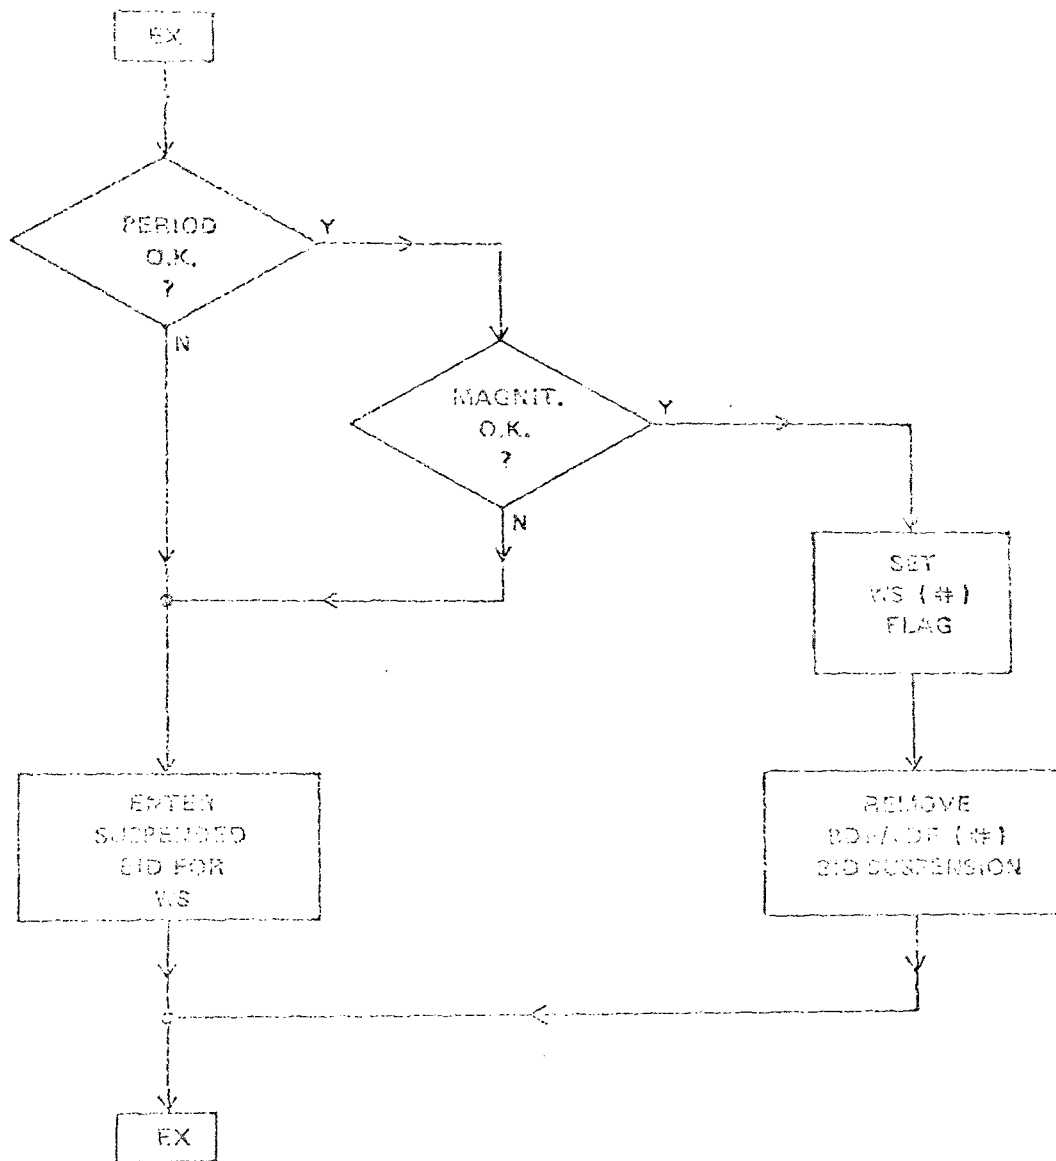 EX
PERIOD
O.K.
?
Y
N
MAGNIT.
O.K.
?
Y
N
SET
WS (#)
FLAG
ENTER
SUSPENDED
BID FOR
WS
REMOVE
(#)
BID SUSPENSION
EX